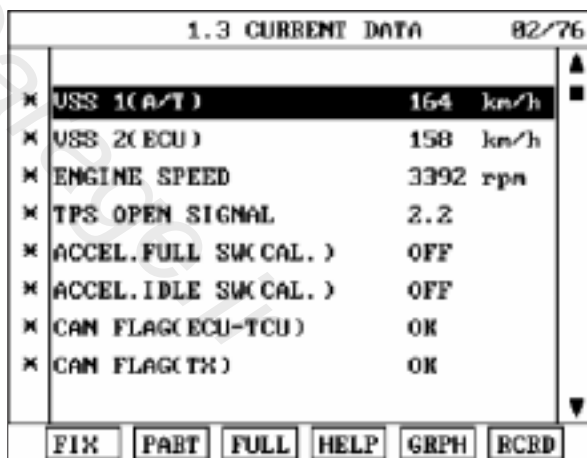 1.3 CURRENT DATA 02/76
* VSS 1(A/T) 164 km/h
* VSS 2(ECU) 158 km/h
* ENGINE SPEED 3392 rpm
* TPS OPEN SIGNAL 2.2
* ACCEL.FULL SW(CAL.) OFF
* ACCEL.IDLE SW(CAL.) OFF
* CAN FLAG(ECU-TCU) OK
* CAN FLAG(TX) OK
FIX PART FULL HELP GRPH RCRD